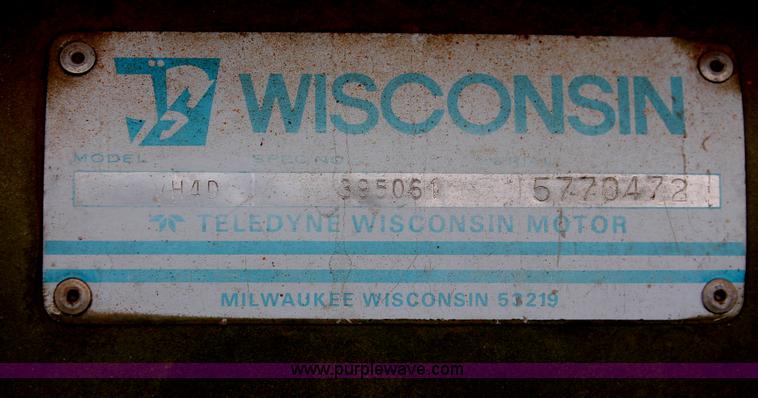 WISCONSIN
MODEL SPEC NO
H4D 395061 5770472
TELEDYNE WISCONSIN MOTOR
MILWAUKEE WISCONSIN 53219
www.purplewave.com